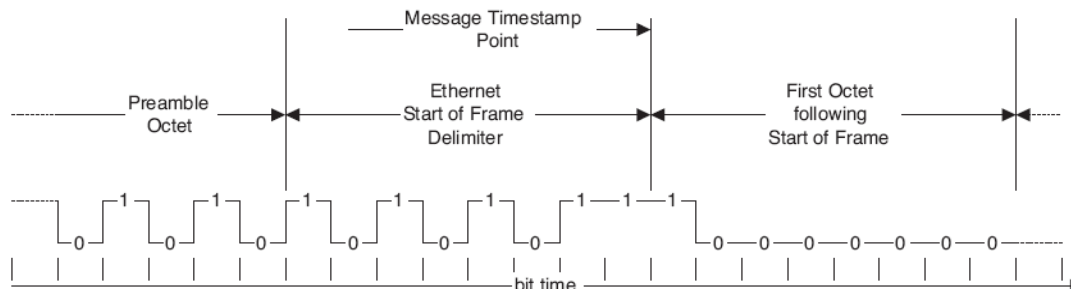 Message Timestamp
Point
Preamble
Octet
Ethernet
Start of Frame
Delimiter
First Octet
following
Start of Frame
0 1 0 1 0 1 0 1 0 1 0 1 1 1 0 0 0 0 0 0 0
bit time